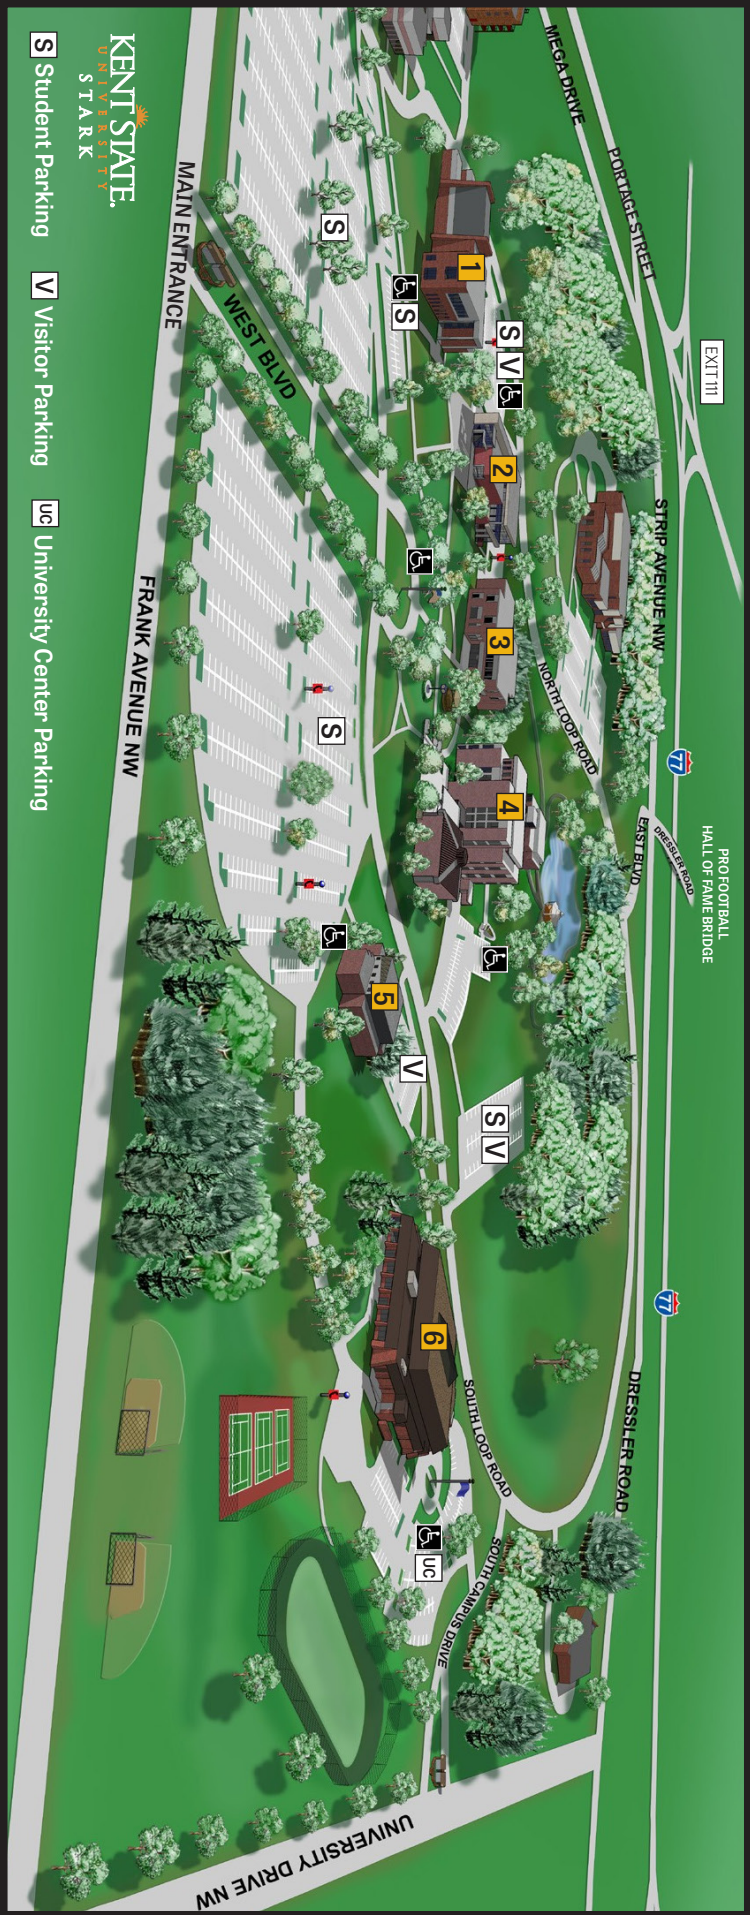 MEGA DRIVE
PORTAGE STREET
EXIT 111
STRIP AVENUE NW
77
PRO FOOTBALL
HALL OF FAME BRIDGE
DRESSLER ROAD
EAST BLVD
77
DRESSLER ROAD
NORTH LOOP ROAD
SOUTH LOOP ROAD
SOUTH CAMPUS DRIVE
1
S V
2
3
4
S V
5
V
6
UC
S
S
S
WEST BLVD
MAIN ENTRANCE
FRANK AVENUE NW
UNIVERSITY DRIVE NW
KENT STATE.
UNIVERSITY
STARK
S Student Parking
V Visitor Parking
UC University Center Parking